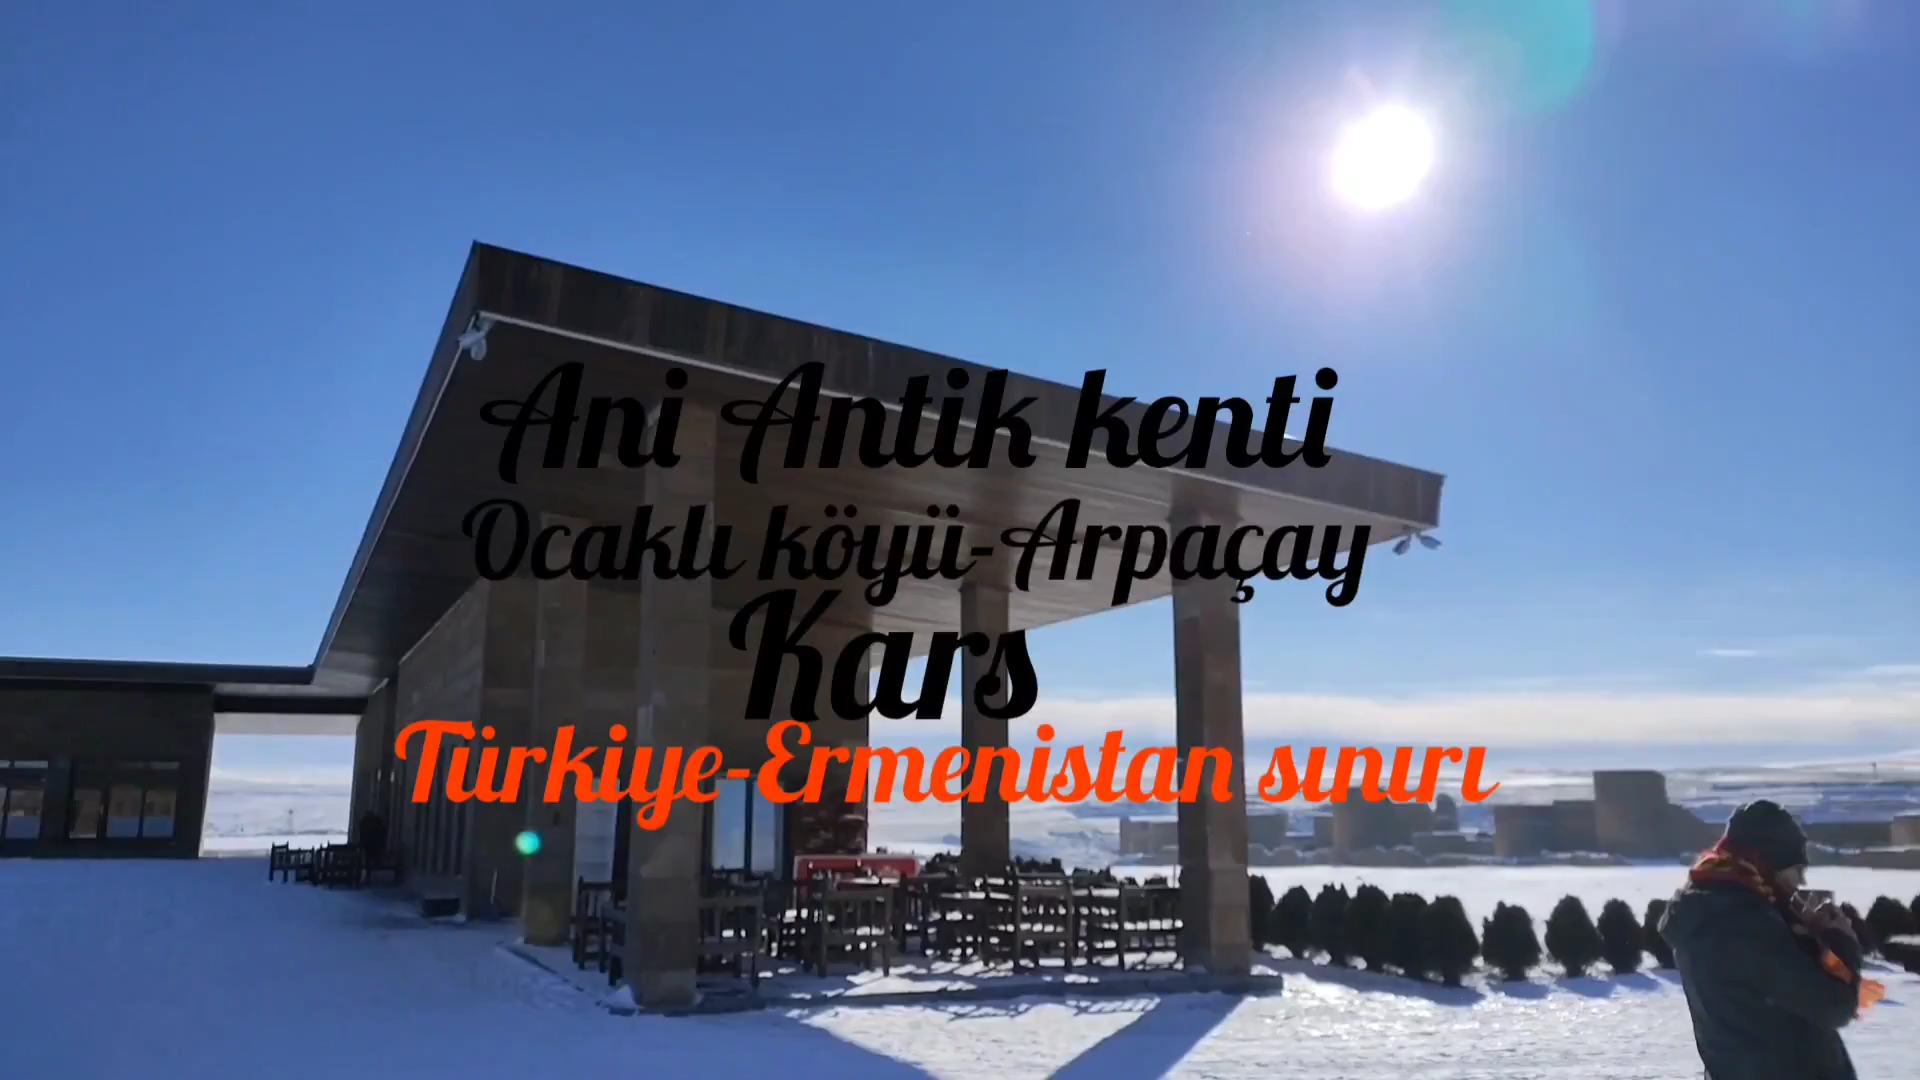 Ani Antik kenti
Ocaklı köyü-Arpaçay
Kars
Türkiye-Ermenistan sınırı